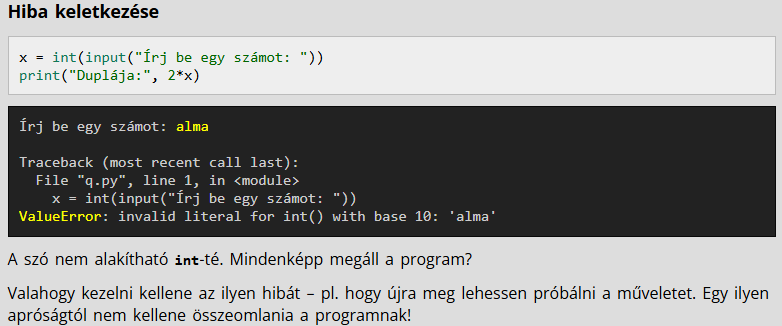 Hiba keletkezése
x = int(input("Írj be egy számot: "))
print("Duplája:", 2*x)
Írj be egy számot: alma
Traceback (most recent call last):
  File "q.py", line 1, in <module>
    x = int(input("Írj be egy számot: "))
ValueError: invalid literal for int() with base 10: 'alma'
A szó nem alakítható int-té. Mindenképp megáll a program?
Valahogy kezelni kellene az ilyen hibát – pl. hogy újra meg lehessen próbálni a műveletet. Egy ilyen
apróságtól nem kellene összeomlania a programnak!